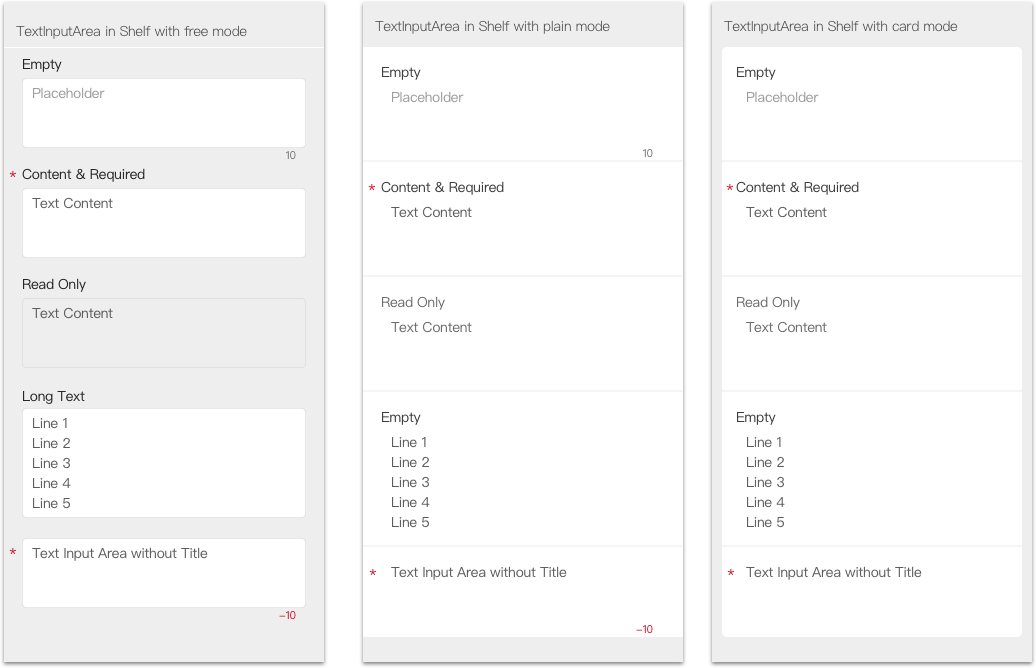 TextInputArea in Shelf with free mode
Empty
Placeholder
10
* Content & Required
Text Content
Read Only
Text Content
Long Text
Line 1
Line 2
Line 3
Line 4
Line 5
* Text Input Area without Title
-10
TextInputArea in Shelf with plain mode
Empty
Placeholder
10
* Content & Required
Text Content
Read Only
Text Content
Empty
Line 1
Line 2
Line 3
Line 4
Line 5
* Text Input Area without Title
-10
TextInputArea in Shelf with card mode
Empty
Placeholder
* Content & Required
Text Content
Read Only
Text Content
Empty
Line 1
Line 2
Line 3
Line 4
Line 5
* Text Input Area without Title